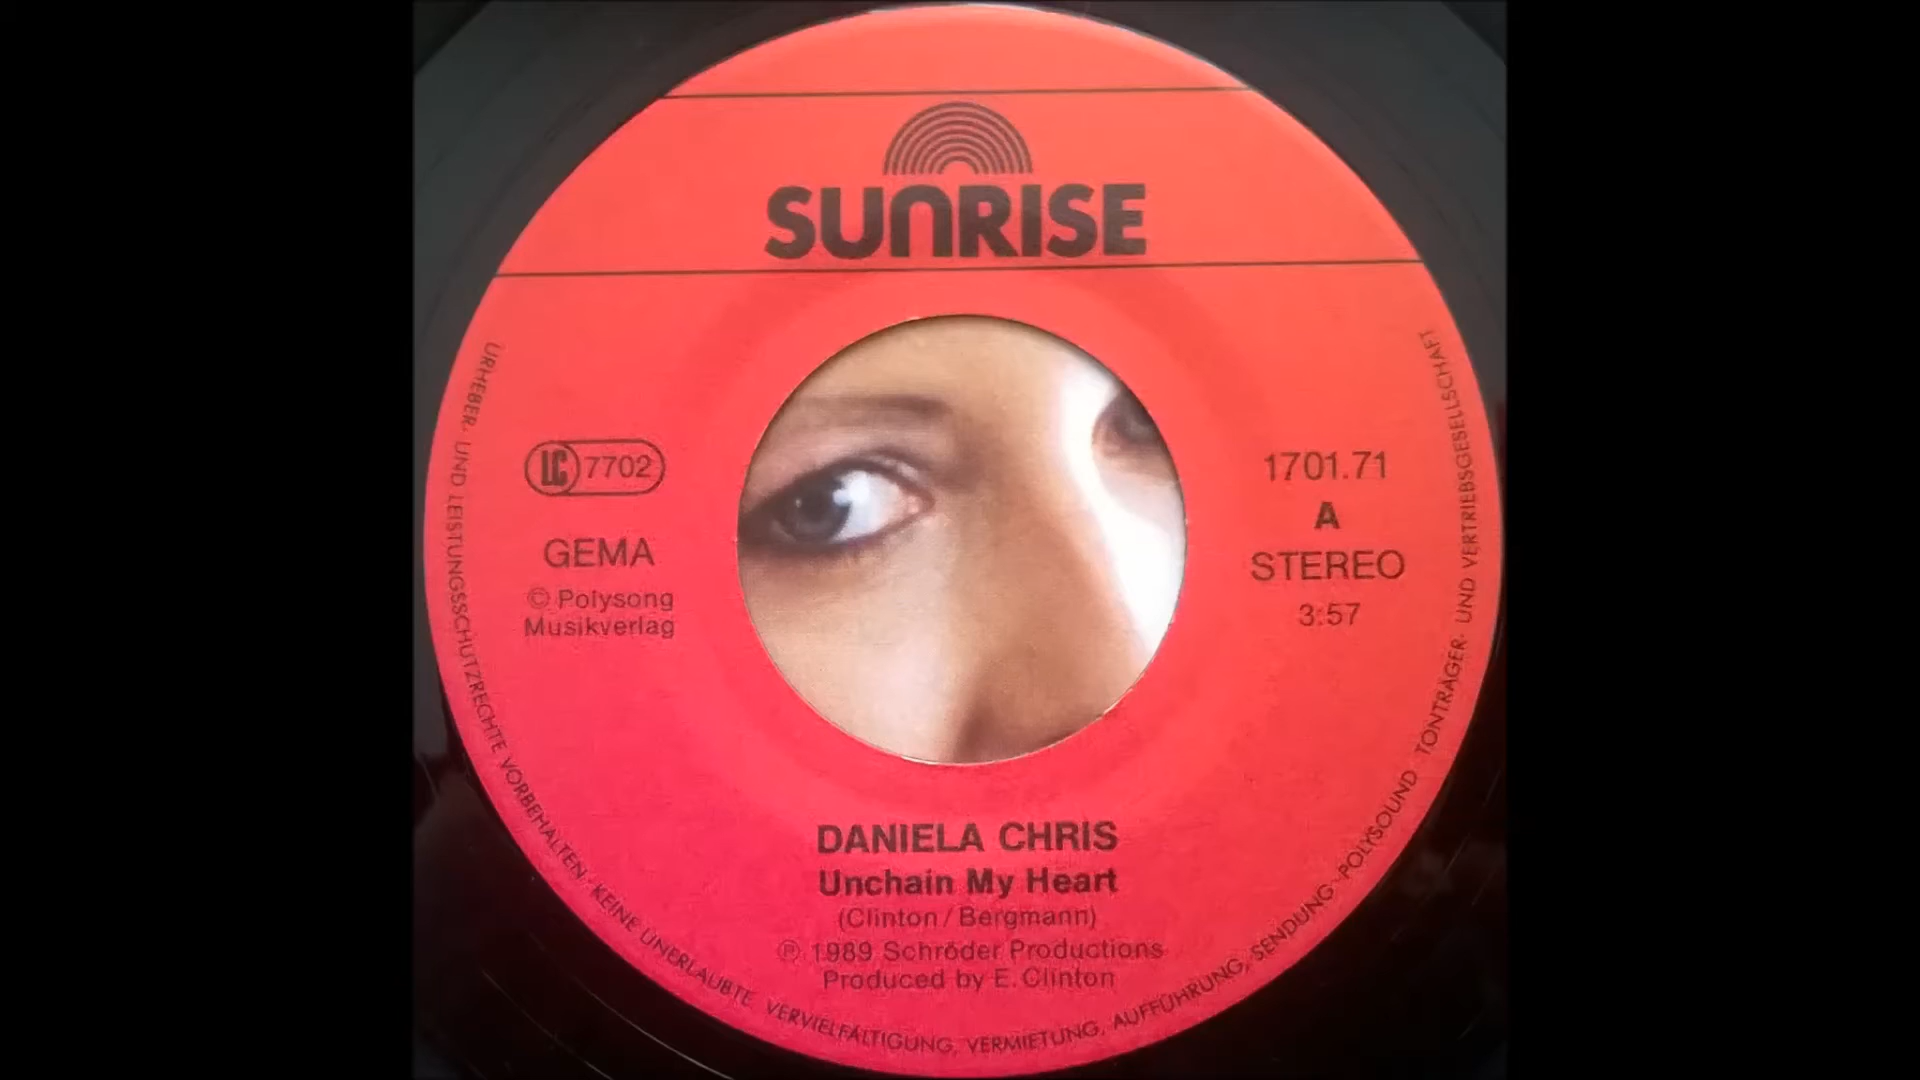 SUNRISE
LC 7702
GEMA
© Polysong
Musikverlag
1701.71
A
STEREO
3:57
DANIELA CHRIS
Unchain My Heart
(Clinton / Bergmann)
℗ 1989 Schröder Productions
Produced by E. Clinton
URHEBER- UND LEISTUNGSSCHUTZRECHTE VORBEHALTEN · KEINE UNERLAUBTE VERVIELFÄLTIGUNG, VERMIETUNG, AUFFÜHRUNG, SENDUNG · POLYSOUND TONTRÄGER- UND VERTRIEBSGESELLSCHAFT